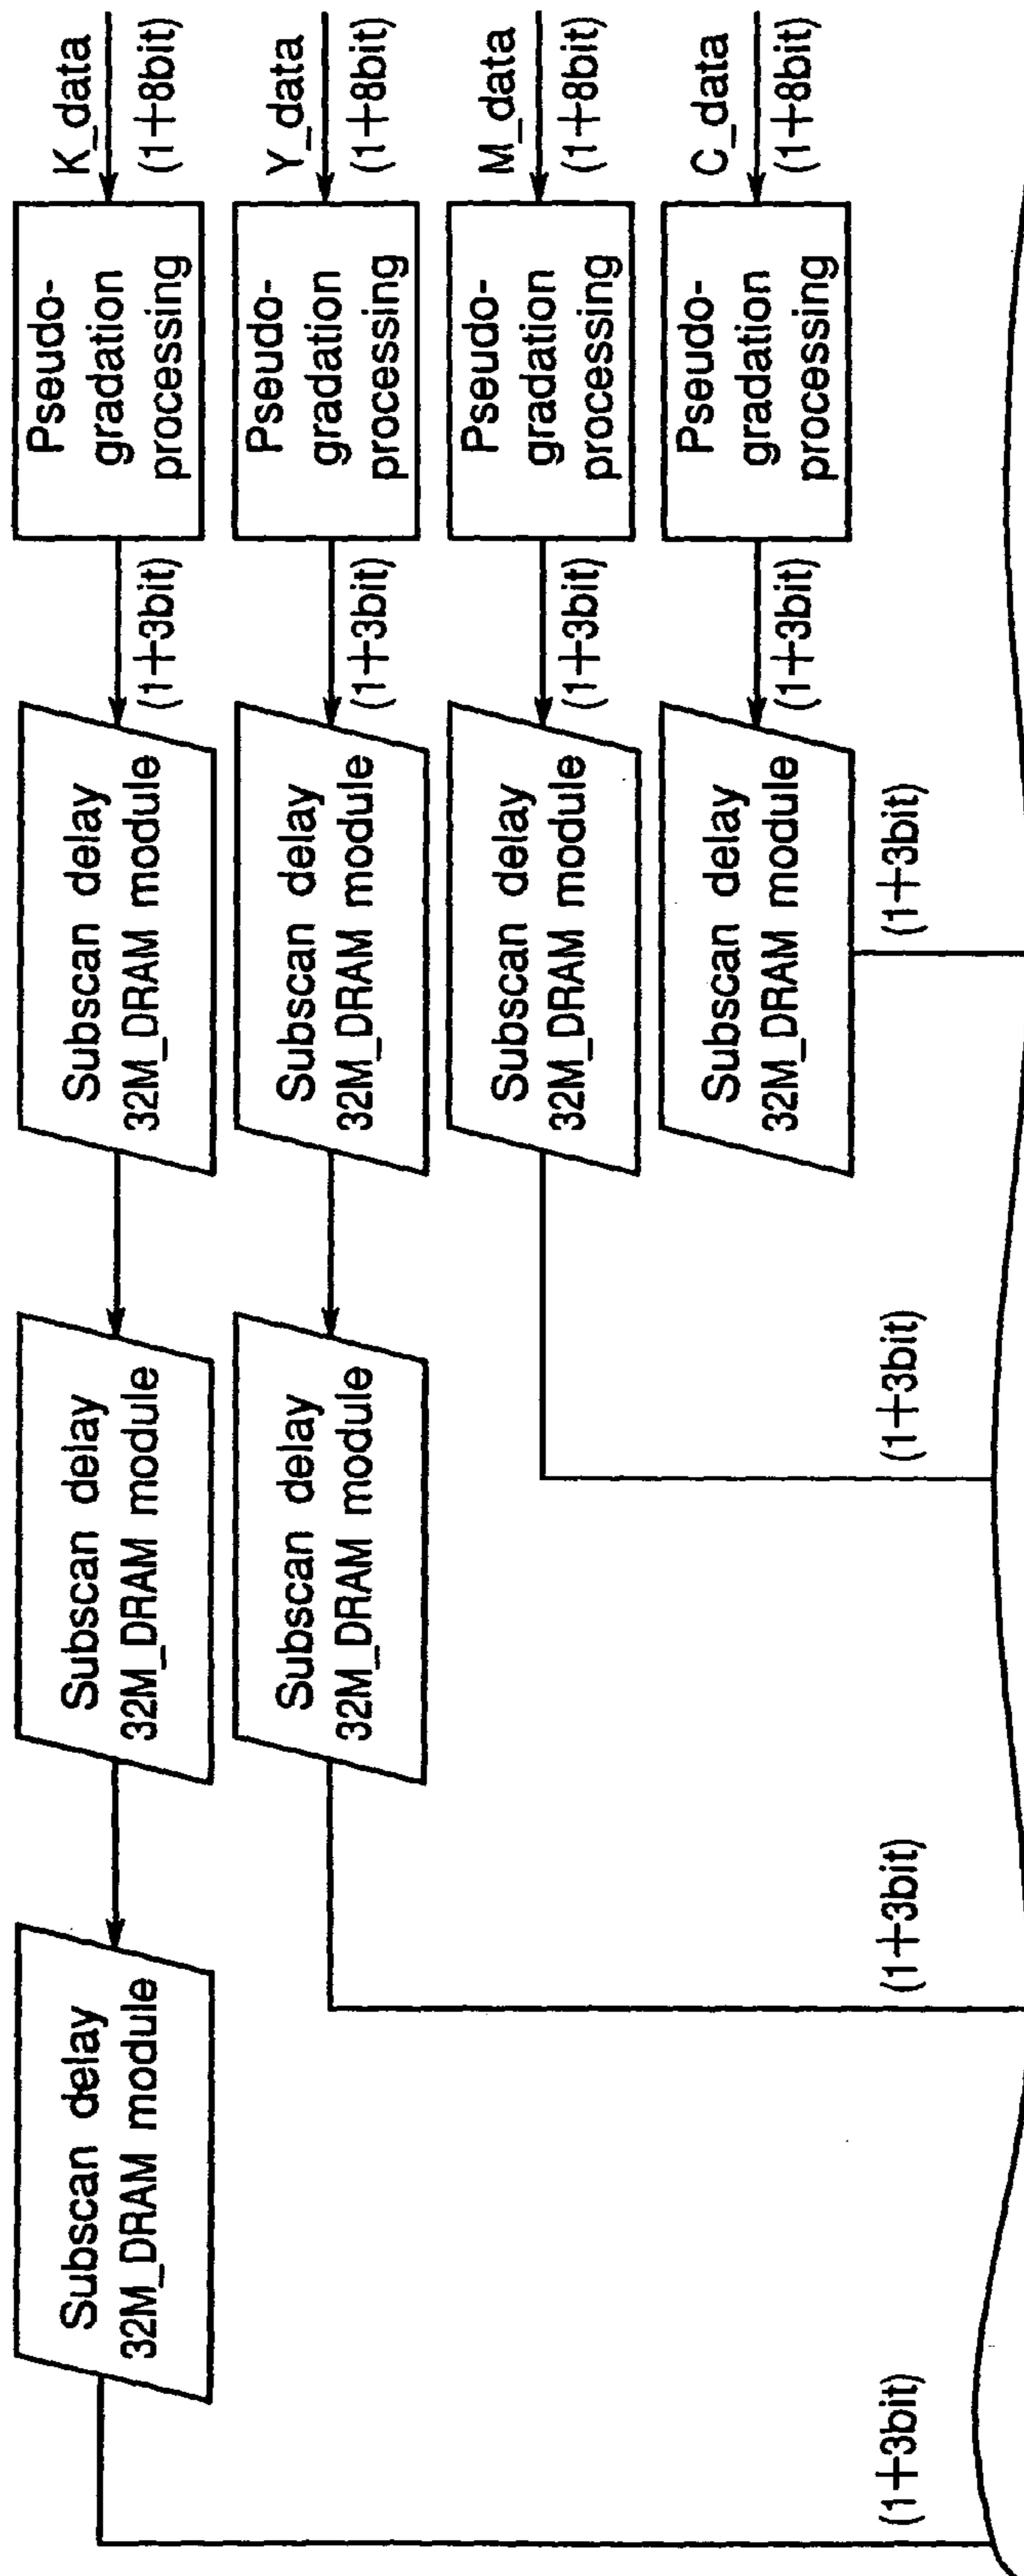 K_data
(1+8bit)
Pseudo-
gradation
processing
(1+3bit)
Subscan delay
32M_DRAM module
Subscan delay
32M_DRAM module
Subscan delay
32M_DRAM module
Y_data
(1+8bit)
Pseudo-
gradation
processing
(1+3bit)
Subscan delay
32M_DRAM module
Subscan delay
32M_DRAM module
M_data
(1+8bit)
Pseudo-
gradation
processing
(1+3bit)
Subscan delay
32M_DRAM module
C_data
(1+8bit)
Pseudo-
gradation
processing
(1+3bit)
Subscan delay
32M_DRAM module
(1+3bit)
(1+3bit)
(1+3bit)
(1+3bit)